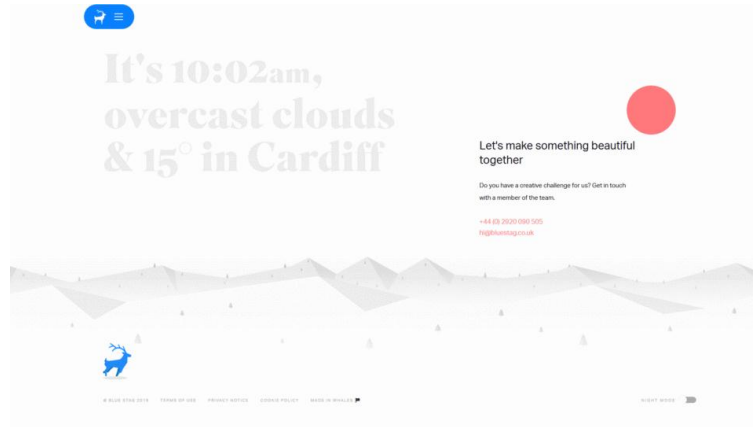 It's 10:02am,
overcast clouds
& 15° in Cardiff
Let's make something beautiful
together
Do you have a creative challenge for us? Get in touch
with a member of the team.
+44 (0) 2920 090 505
hi@bluestag.co.uk
© BLUE STAG 2019 TERMS OF USE PRIVACY NOTICE COOKIE POLICY MADE IN WHALES
NIGHT MODE